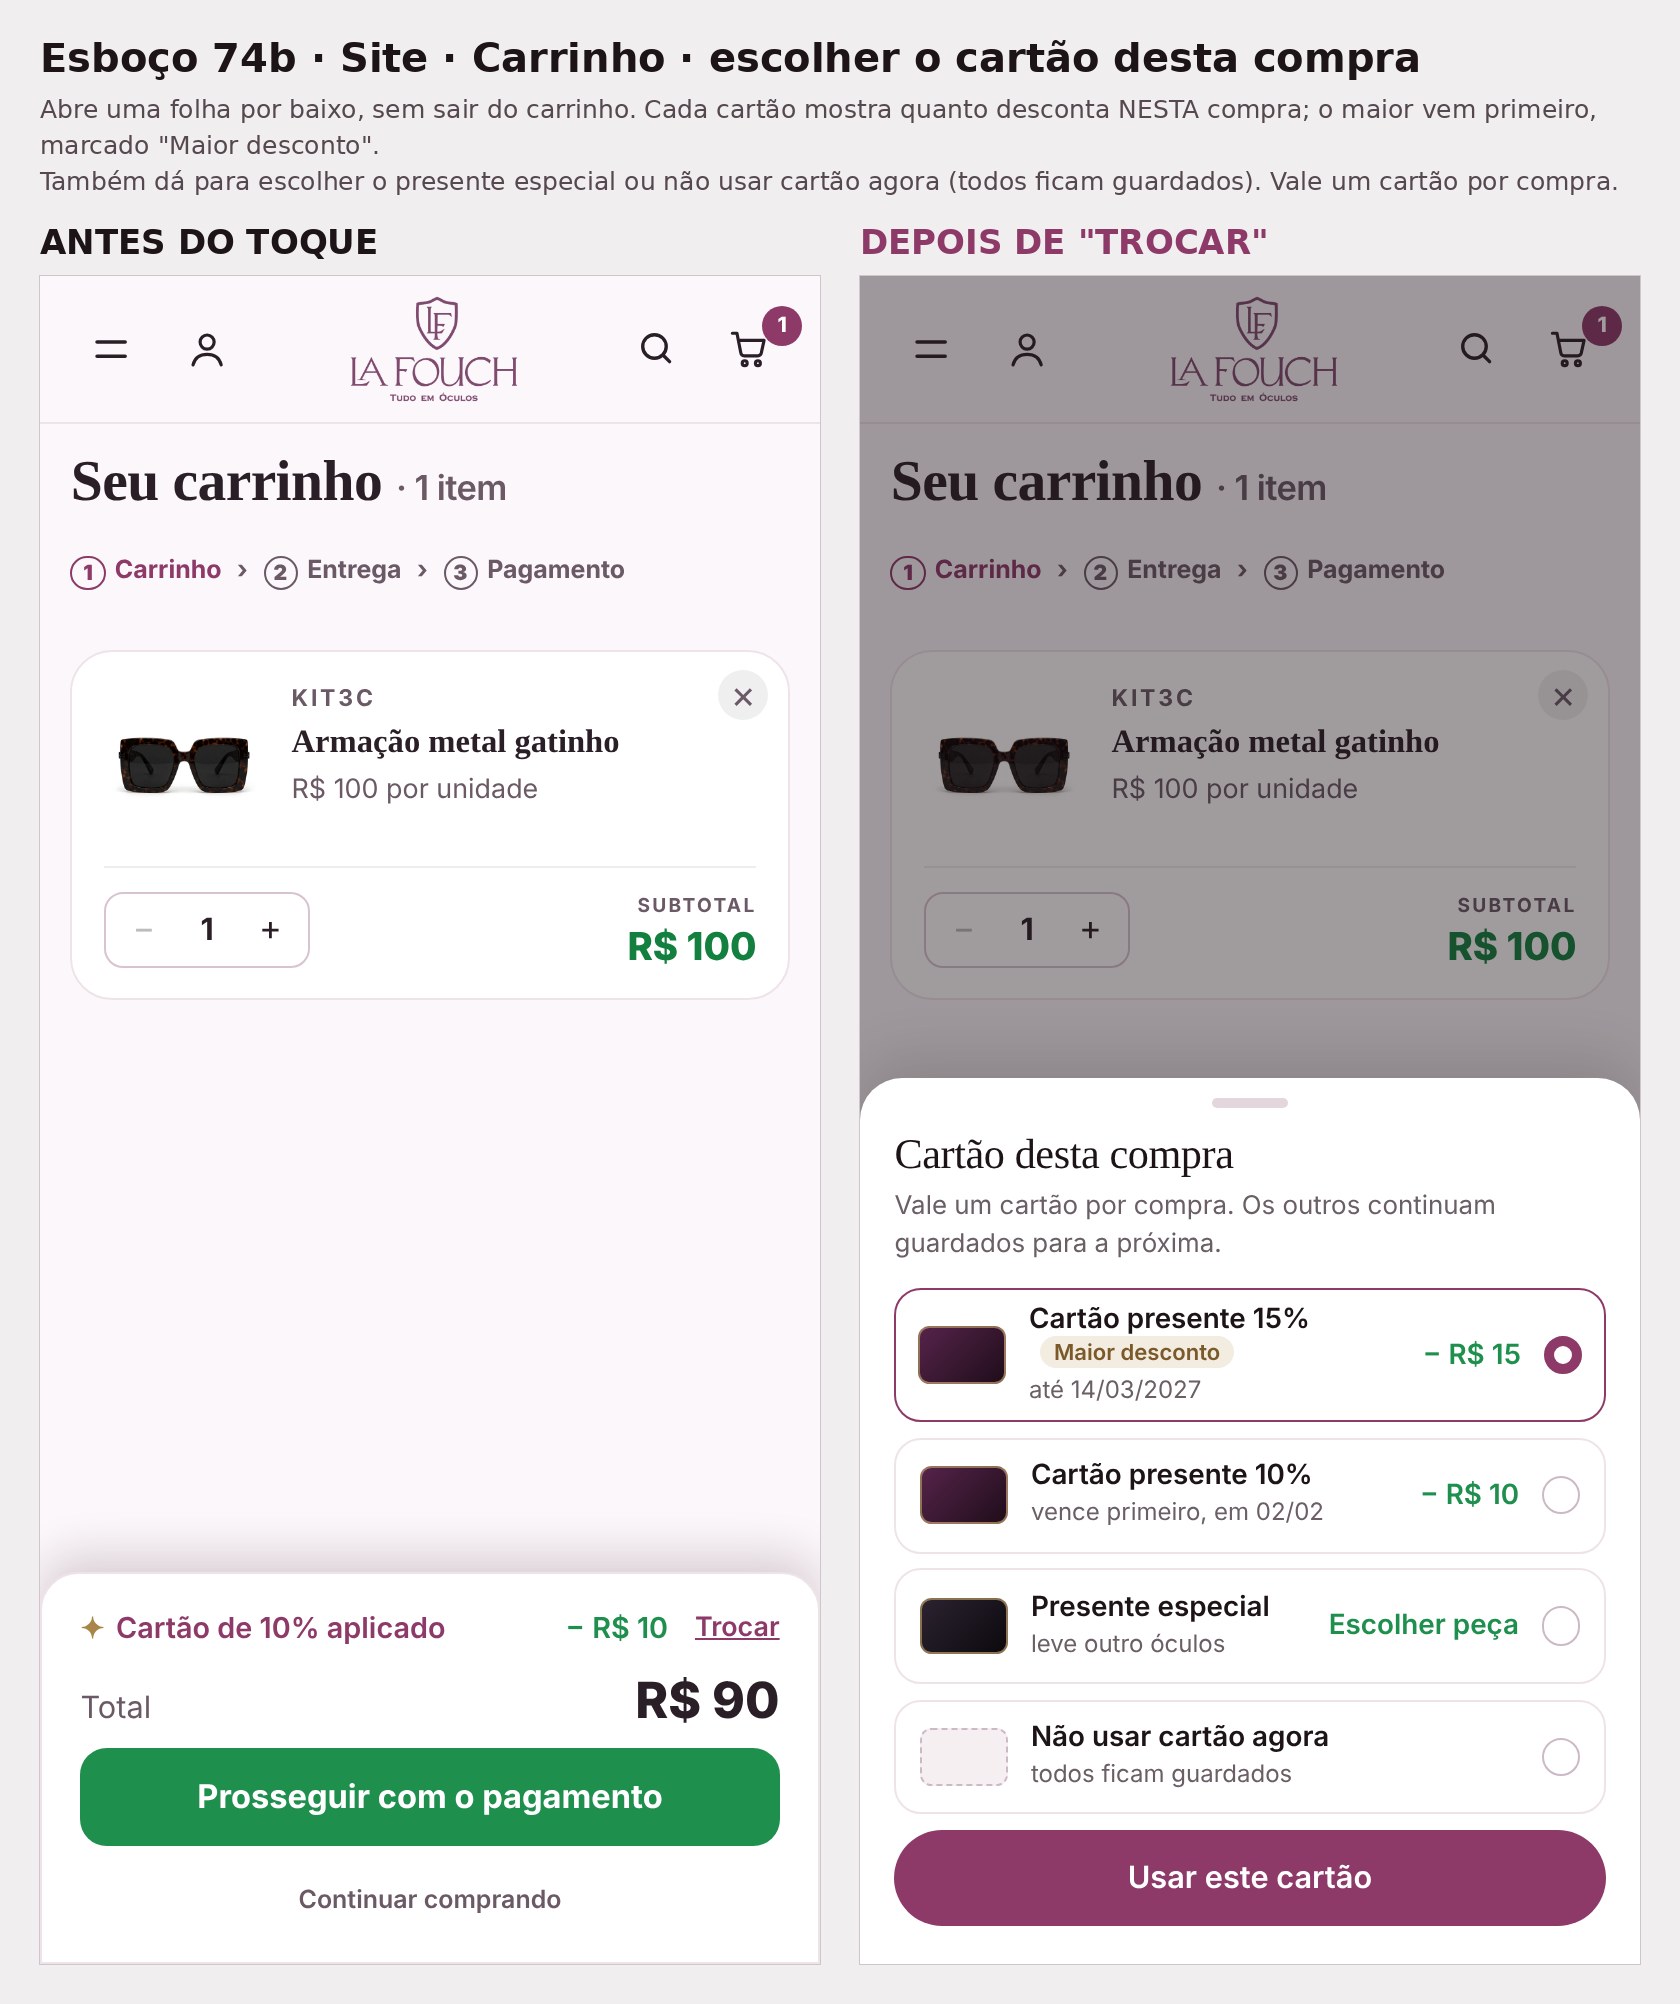 Esboço 74b · Site · Carrinho · escolher o cartão desta compra
Abre uma folha por baixo, sem sair do carrinho. Cada cartão mostra quanto desconta NESTA compra; o maior vem primeiro,
marcado "Maior desconto".
Também dá para escolher o presente especial ou não usar cartão agora (todos ficam guardados). Vale um cartão por compra.
ANTES DO TOQUE
1
LF
LA FOUCH
TUDO EM ÓCULOS
Seu carrinho · 1 item
1 Carrinho › 2 Entrega › 3 Pagamento
KIT3C
×
Armação metal gatinho
R$ 100 por unidade
SUBTOTAL
− 1 +
R$ 100
✦ Cartão de 10% aplicado − R$ 10 Trocar
Total R$ 90
Prosseguir com o pagamento
Continuar comprando
DEPOIS DE "TROCAR"
1
LF
LA FOUCH
TUDO EM ÓCULOS
Seu carrinho · 1 item
1 Carrinho › 2 Entrega › 3 Pagamento
KIT3C
×
Armação metal gatinho
R$ 100 por unidade
SUBTOTAL
− 1 +
R$ 100
Cartão desta compra
Vale um cartão por compra. Os outros continuam
guardados para a próxima.
Cartão presente 15%
Maior desconto
− R$ 15
até 14/03/2027
Cartão presente 10%
− R$ 10
vence primeiro, em 02/02
Presente especial
Escolher peça
leve outro óculos
Não usar cartão agora
todos ficam guardados
Usar este cartão